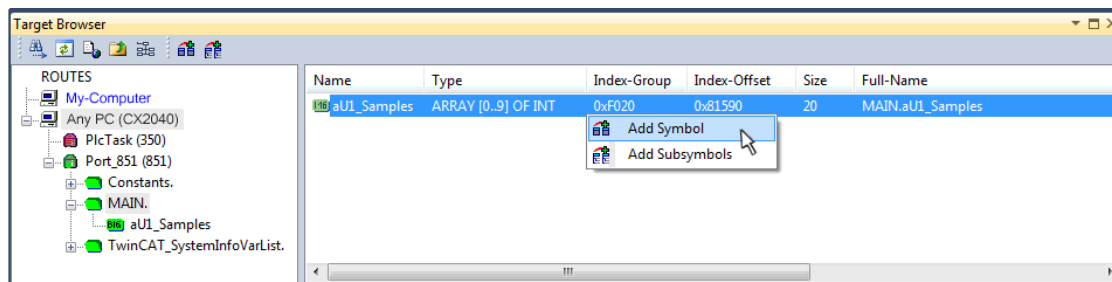 Target Browser
ROUTES
My-Computer
Any PC (CX2040)
PlcTask (350)
Port_851 (851)
Constants.
MAIN.
BIG aU1_Samples
TwinCAT_SystemInfoVarList.
Name Type Index-Group Index-Offset Size Full-Name
I16 aU1_Samples ARRAY [0..9] OF INT 0xF020 0x81590 20 MAIN.aU1_Samples
Add Symbol
Add Subsymbols